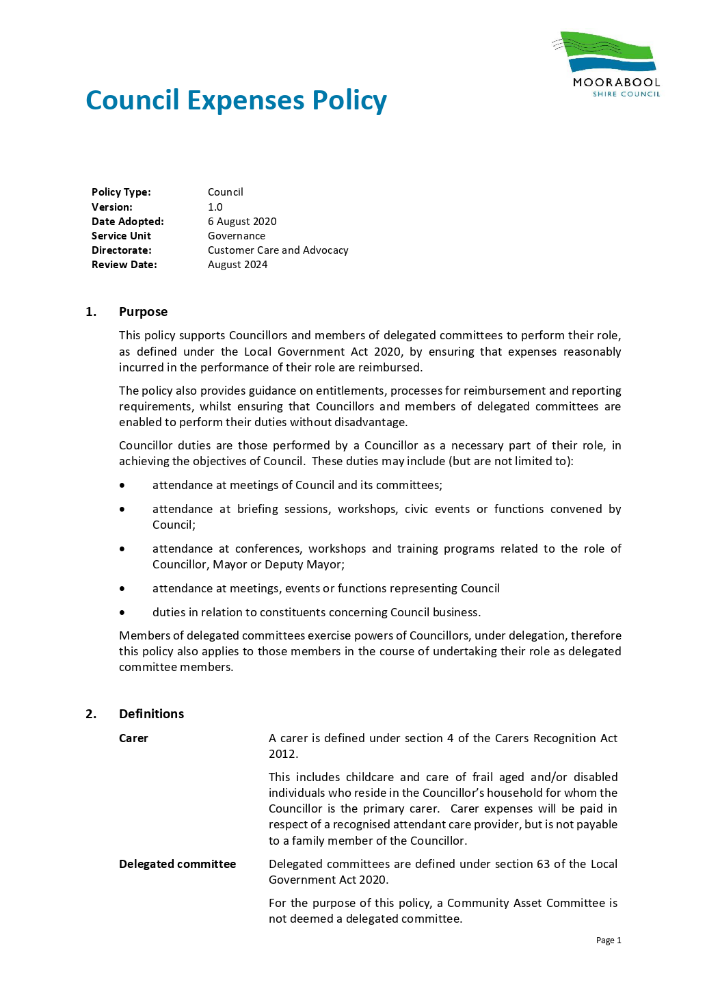 MOORABOOL
SHIRE COUNCIL
Council Expenses Policy
Policy Type: Council
Version: 1.0
Date Adopted: 6 August 2020
Service Unit Governance
Directorate: Customer Care and Advocacy
Review Date: August 2024
1. Purpose
This policy supports Councillors and members of delegated committees to perform their role,
as defined under the Local Government Act 2020, by ensuring that expenses reasonably
incurred in the performance of their role are reimbursed.
The policy also provides guidance on entitlements, processes for reimbursement and reporting
requirements, whilst ensuring that Councillors and members of delegated committees are
enabled to perform their duties without disadvantage.
Councillor duties are those performed by a Councillor as a necessary part of their role, in
achieving the objectives of Council. These duties may include (but are not limited to):
• attendance at meetings of Council and its committees;
• attendance at briefing sessions, workshops, civic events or functions convened by
Council;
• attendance at conferences, workshops and training programs related to the role of
Councillor, Mayor or Deputy Mayor;
• attendance at meetings, events or functions representing Council
• duties in relation to constituents concerning Council business.
Members of delegated committees exercise powers of Councillors, under delegation, therefore
this policy also applies to those members in the course of undertaking their role as delegated
committee members.
2. Definitions
Carer A carer is defined under section 4 of the Carers Recognition Act
2012.
This includes childcare and care of frail aged and/or disabled
individuals who reside in the Councillor’s household for whom the
Councillor is the primary carer. Carer expenses will be paid in
respect of a recognised attendant care provider, but is not payable
to a family member of the Councillor.
Delegated committee Delegated committees are defined under section 63 of the Local
Government Act 2020.
For the purpose of this policy, a Community Asset Committee is
not deemed a delegated committee.
Page 1